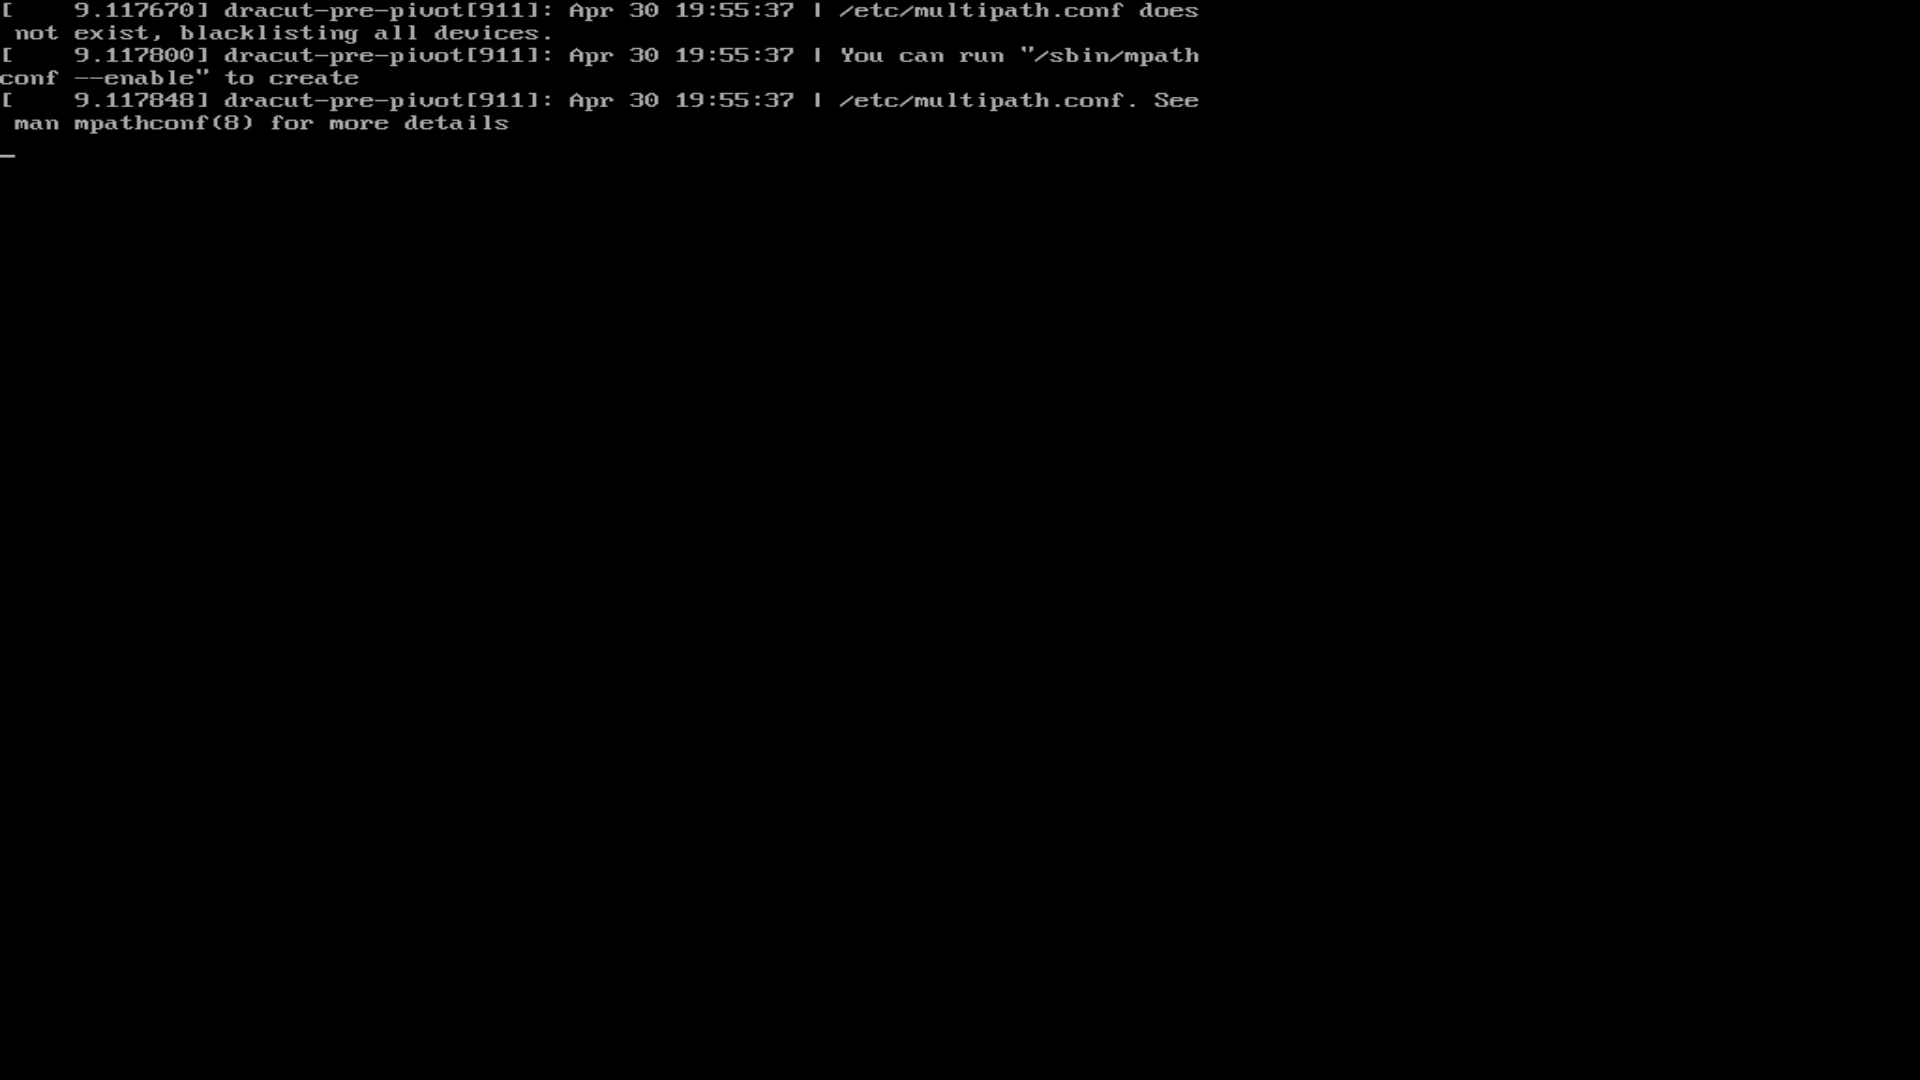 [    9.117670] dracut-pre-pivot[911]: Apr 30 19:55:37 | /etc/multipath.conf does
 not exist, blacklisting all devices.
[    9.117800] dracut-pre-pivot[911]: Apr 30 19:55:37 | You can run "/sbin/mpath
conf --enable" to create
[    9.117848] dracut-pre-pivot[911]: Apr 30 19:55:37 | /etc/multipath.conf. See
 man mpathconf(8) for more details